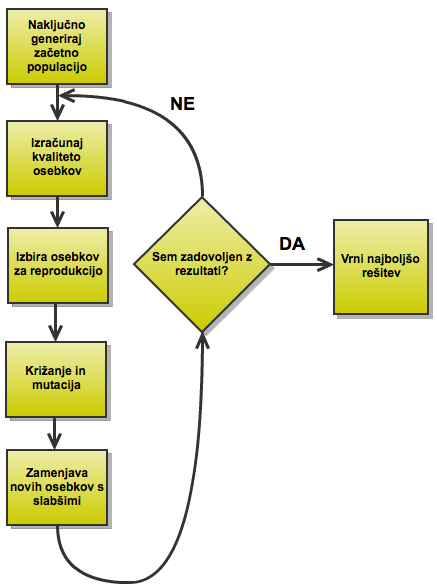 Naključno
generiraj
začetno
populacijo
NE
Izračunaj
kvaliteto
osebkov
Izbira osebkov
za reprodukcijo
Sem zadovoljen z
rezultati?
DA
Vrni najboljšo
rešitev
Križanje in
mutacija
Zamenjava
novih osebkov s
slabšimi